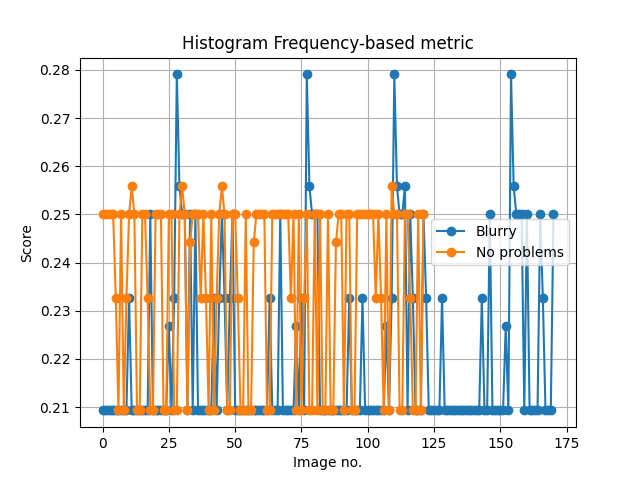 Histogram Frequency-based metric
0.28
0.27
0.26
0.25
0.24
0.23
0.22
0.21
Score
Blurry
No problems
0 25 50 75 100 125 150 175
Image no.